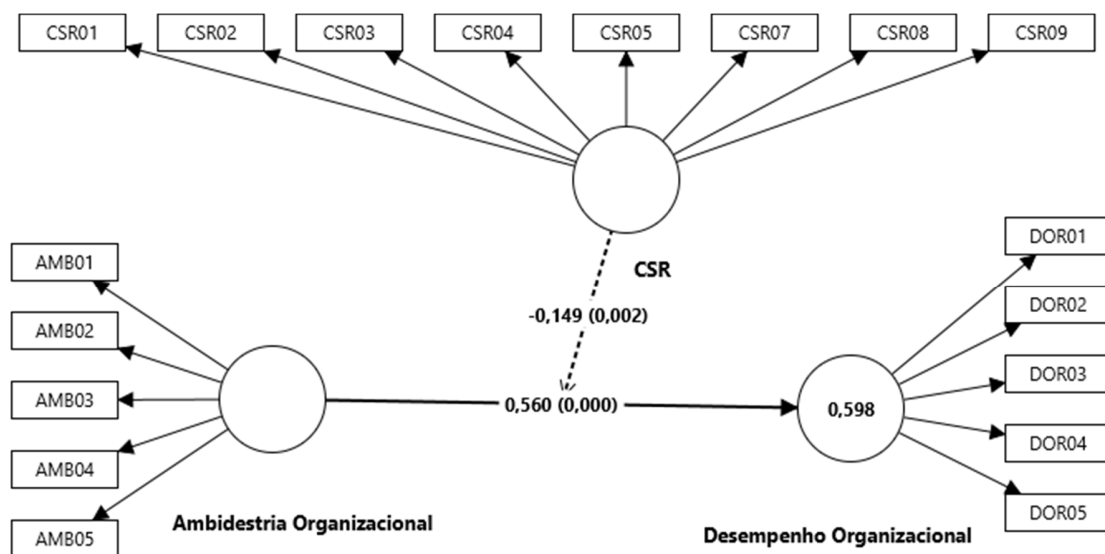 CSR01
CSR02
CSR03
CSR04
CSR05
CSR07
CSR08
CSR09
CSR
AMB01
AMB02
AMB03
AMB04
AMB05
Ambidestria Organizacional
-0,149 (0,002)
0,560 (0,000)
0,598
DOR01
DOR02
DOR03
DOR04
DOR05
Desempenho Organizacional